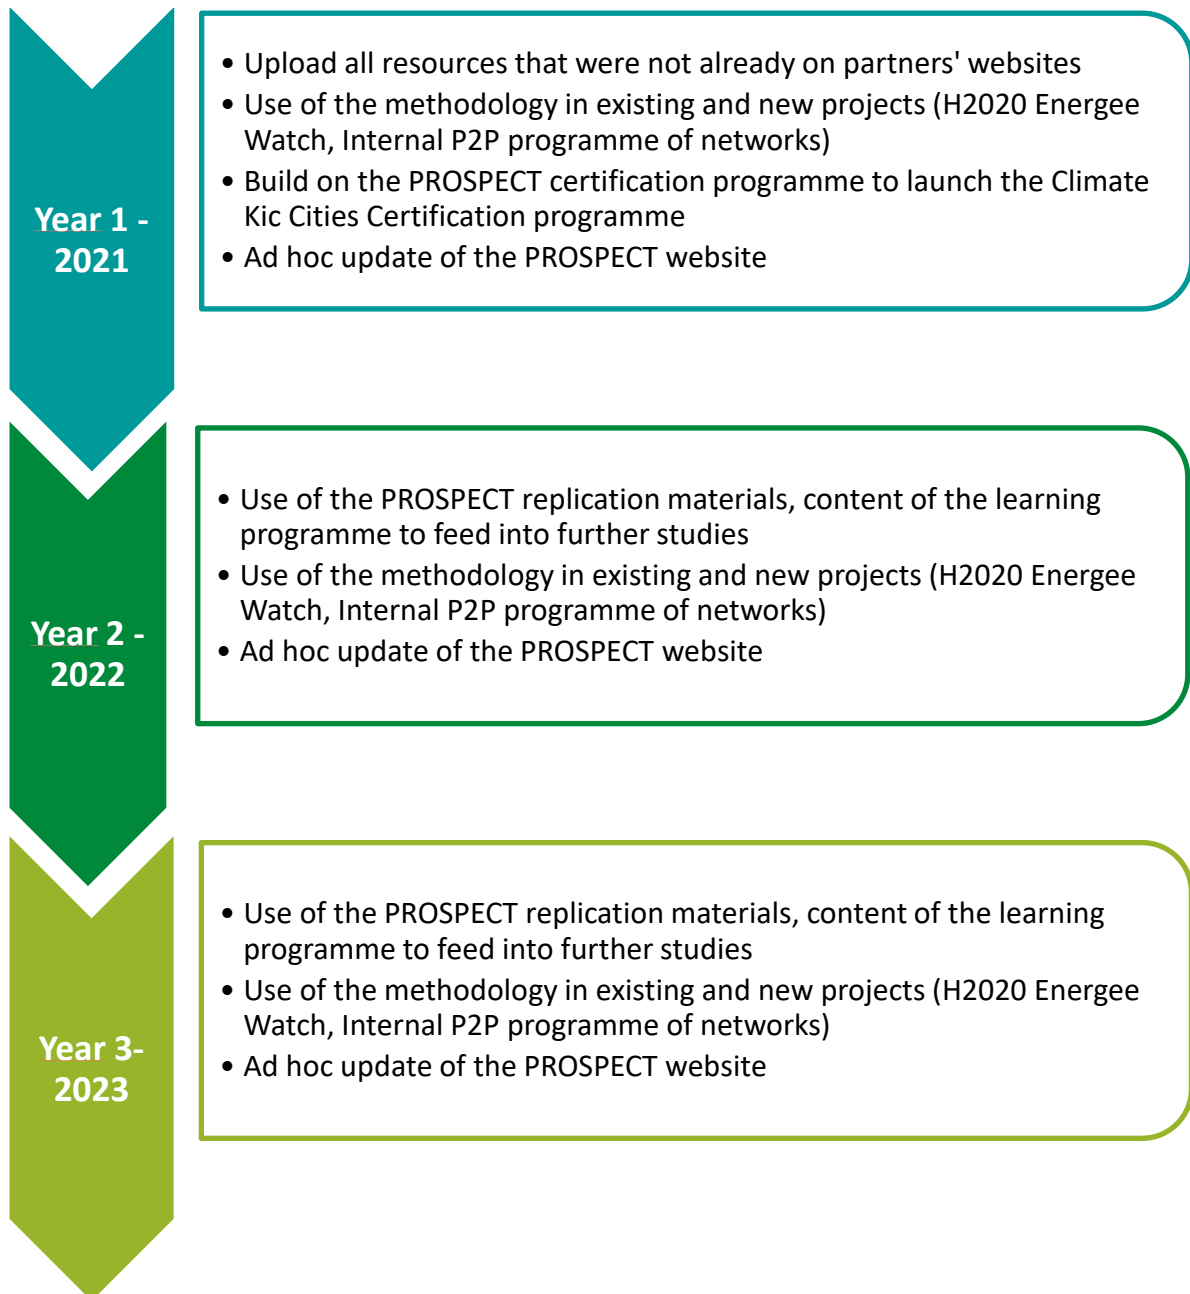 Year 1 -
2021
• Upload all resources that were not already on partners' websites
• Use of the methodology in existing and new projects (H2020 Energee
Watch, Internal P2P programme of networks)
• Build on the PROSPECT certification programme to launch the Climate
Kic Cities Certification programme
• Ad hoc update of the PROSPECT website
Year 2 -
2022
• Use of the PROSPECT replication materials, content of the learning
programme to feed into further studies
• Use of the methodology in existing and new projects (H2020 Energee
Watch, Internal P2P programme of networks)
• Ad hoc update of the PROSPECT website
Year 3-
2023
• Use of the PROSPECT replication materials, content of the learning
programme to feed into further studies
• Use of the methodology in existing and new projects (H2020 Energee
Watch, Internal P2P programme of networks)
• Ad hoc update of the PROSPECT website